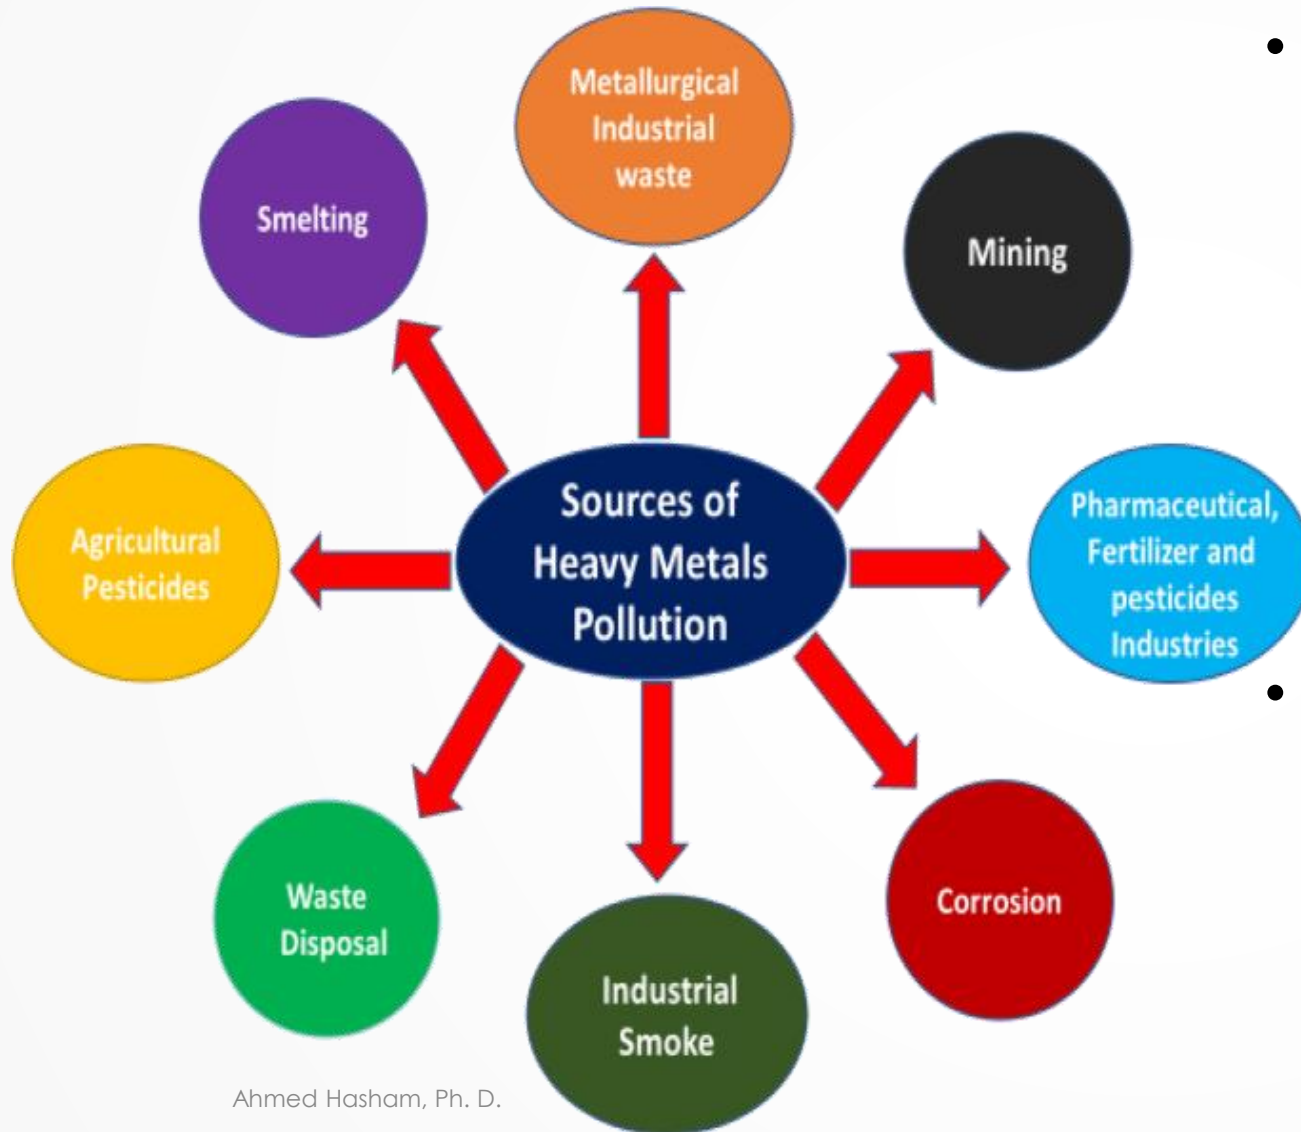 Metallurgical
Industrial
waste
Smelting
Mining
Sources of
Heavy Metals
Pollution
Agricultural
Pesticides
Pharmaceutical,
Fertilizer and
pesticides
Industries
Waste
Disposal
Corrosion
Industrial
Smoke
Ahmed Hasham, Ph. D.